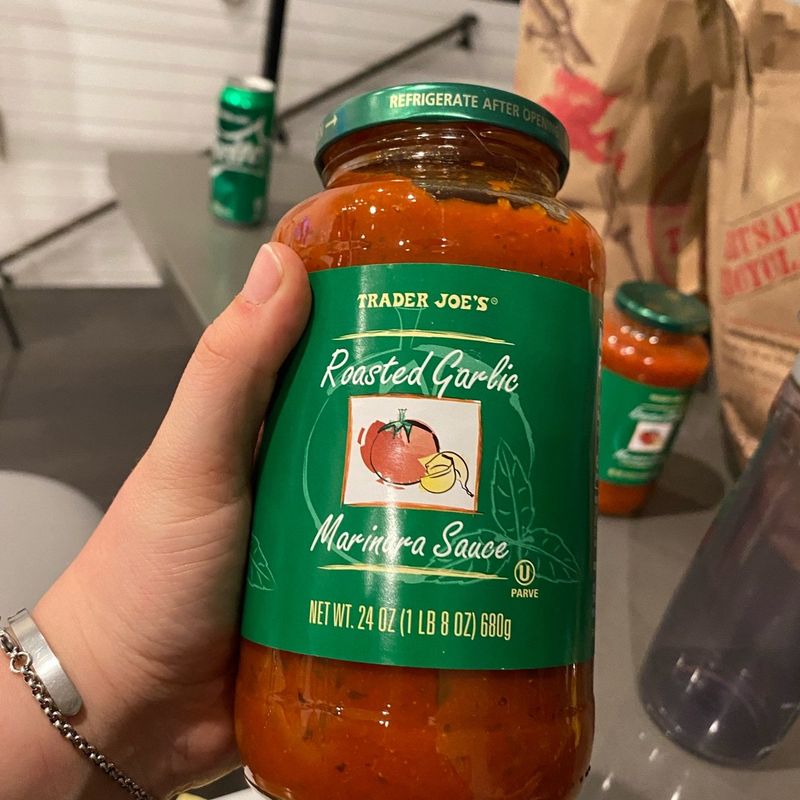 REFRIGERATE AFTER OPENING
TRADER JOE'S
Roasted Garlic
Marinara Sauce
U
PARVE
NET WT. 24 OZ (1 LB 8 OZ) 680g